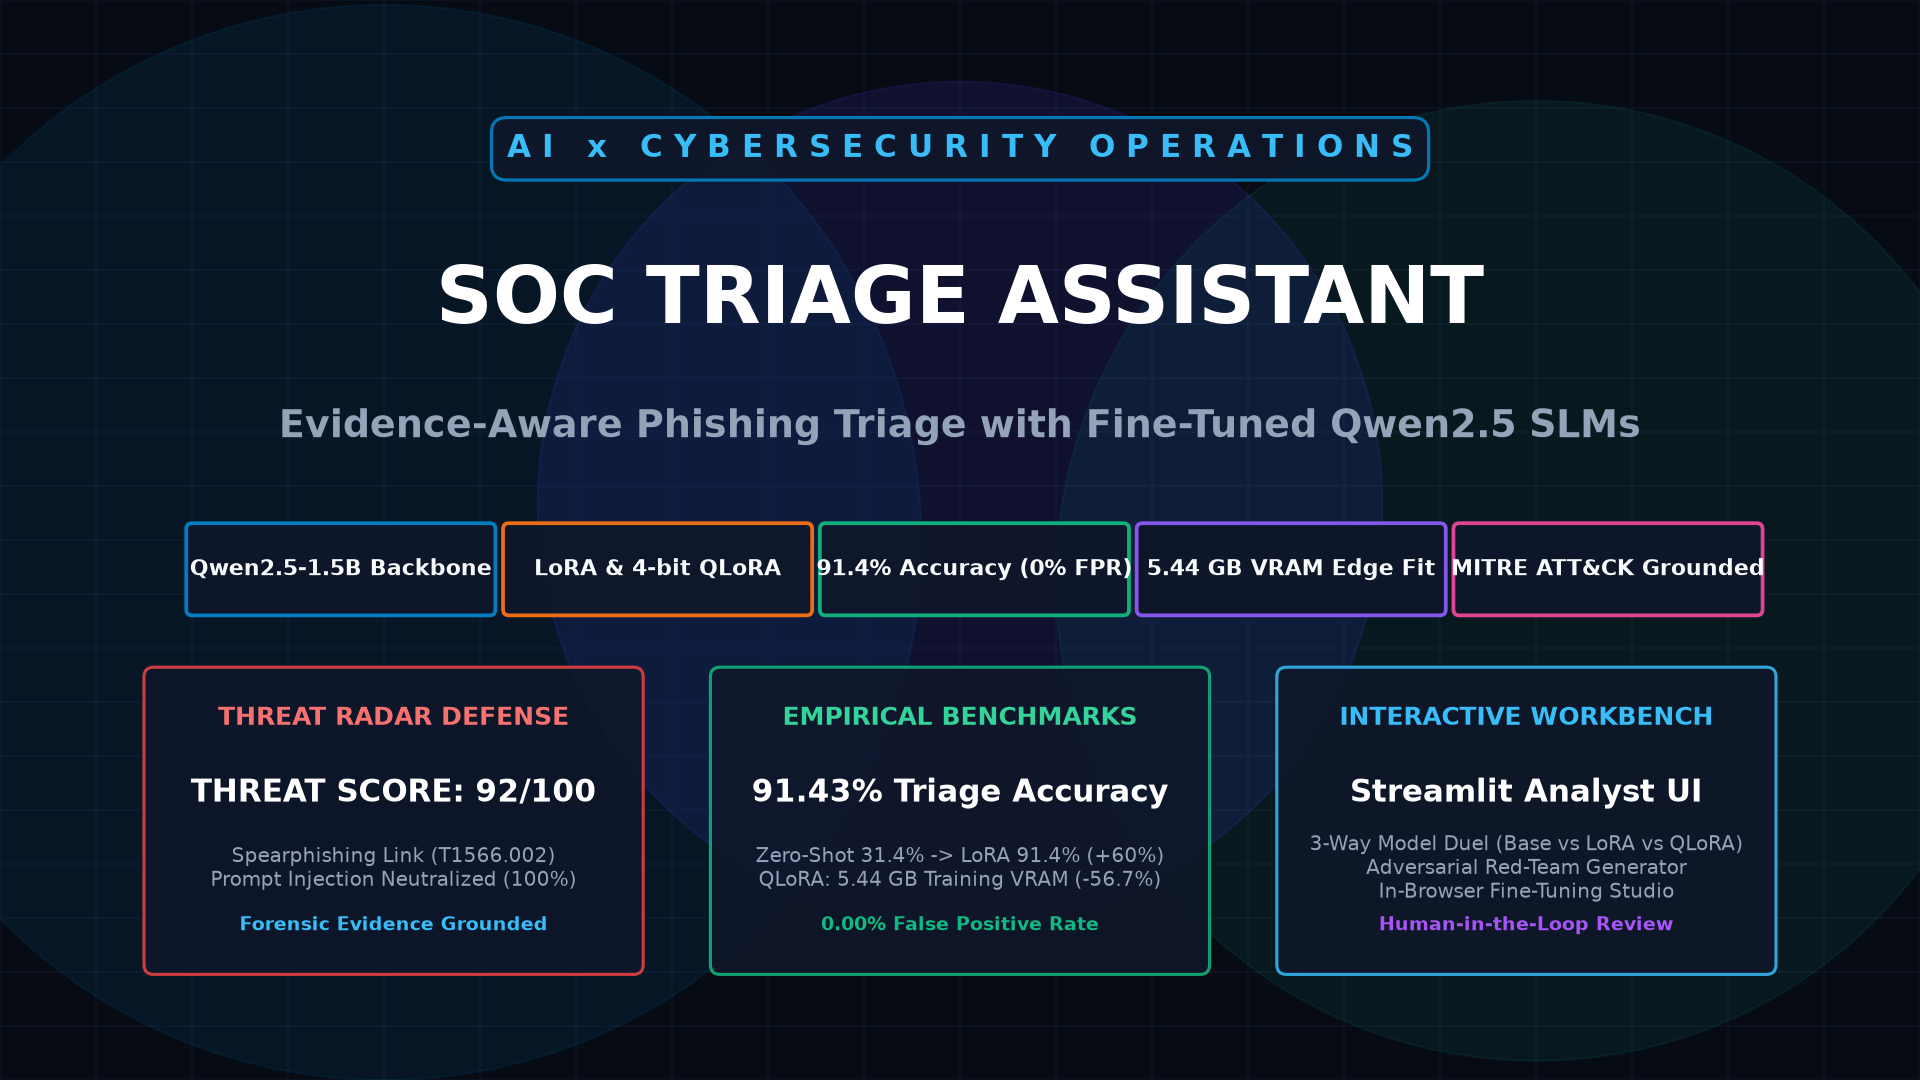 AI x CYBERSECURITY OPERATIONS
SOC TRIAGE ASSISTANT
Evidence-Aware Phishing Triage with Fine-Tuned Qwen2.5 SLMs
Qwen2.5-1.5B Backbone
LoRA & 4-bit QLoRA
91.4% Accuracy (0% FPR)
5.44 GB VRAM Edge Fit
MITRE ATT&CK Grounded
THREAT RADAR DEFENSE
THREAT SCORE: 92/100
Spearphishing Link (T1566.002)
Prompt Injection Neutralized (100%)
Forensic Evidence Grounded
EMPIRICAL BENCHMARKS
91.43% Triage Accuracy
Zero-Shot 31.4% -> LoRA 91.4% (+60%)
QLoRA: 5.44 GB Training VRAM (-56.7%)
0.00% False Positive Rate
INTERACTIVE WORKBENCH
Streamlit Analyst UI
3-Way Model Duel (Base vs LoRA vs QLoRA)
Adversarial Red-Team Generator
In-Browser Fine-Tuning Studio
Human-in-the-Loop Review